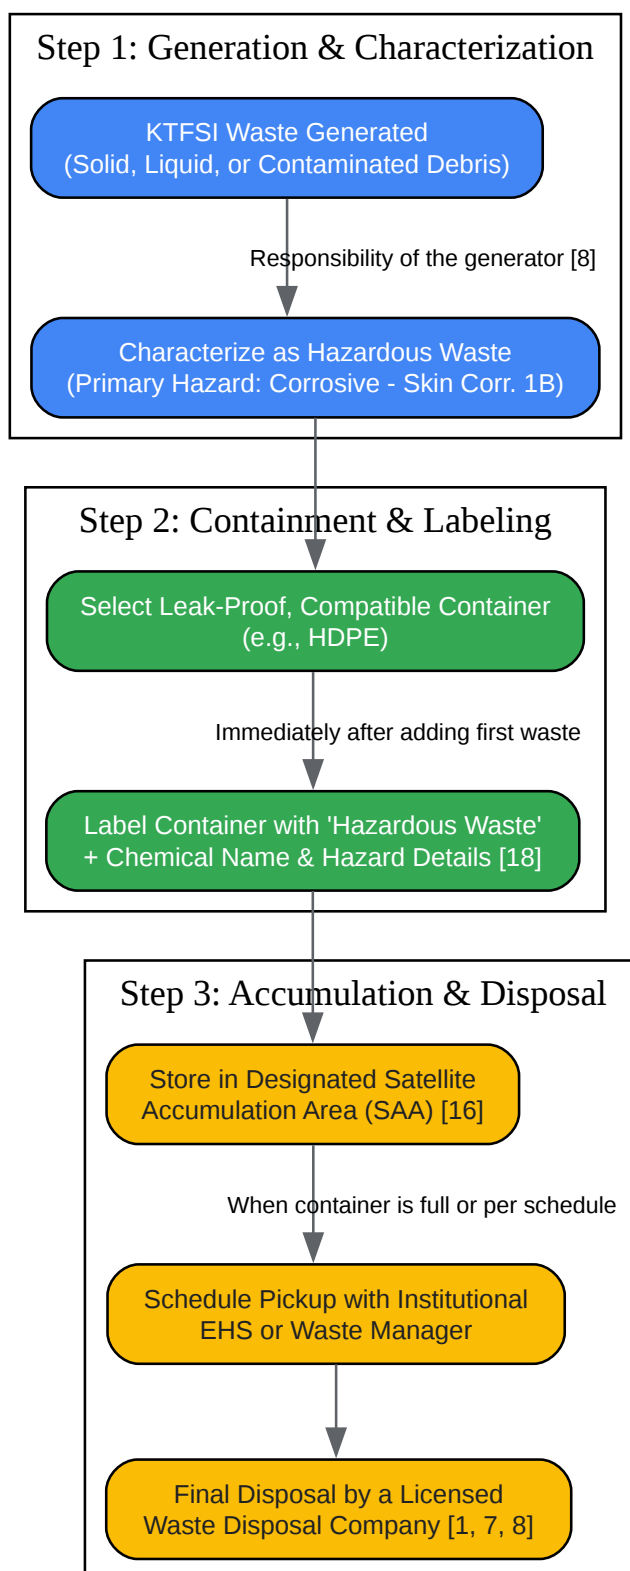 Step 1: Generation & Characterization
KTFSI Waste Generated
(Solid, Liquid, or Contaminated Debris)
Responsibility of the generator [8]
Characterize as Hazardous Waste
(Primary Hazard: Corrosive - Skin Corr. 1B)
Step 2: Containment & Labeling
Select Leak-Proof, Compatible Container
(e.g., HDPE)
Immediately after adding first waste
Label Container with 'Hazardous Waste'
+ Chemical Name & Hazard Details [18]
Step 3: Accumulation & Disposal
Store in Designated Satellite
Accumulation Area (SAA) [16]
When container is full or per schedule
Schedule Pickup with Institutional
EHS or Waste Manager
Final Disposal by a Licensed
Waste Disposal Company [1, 7, 8]